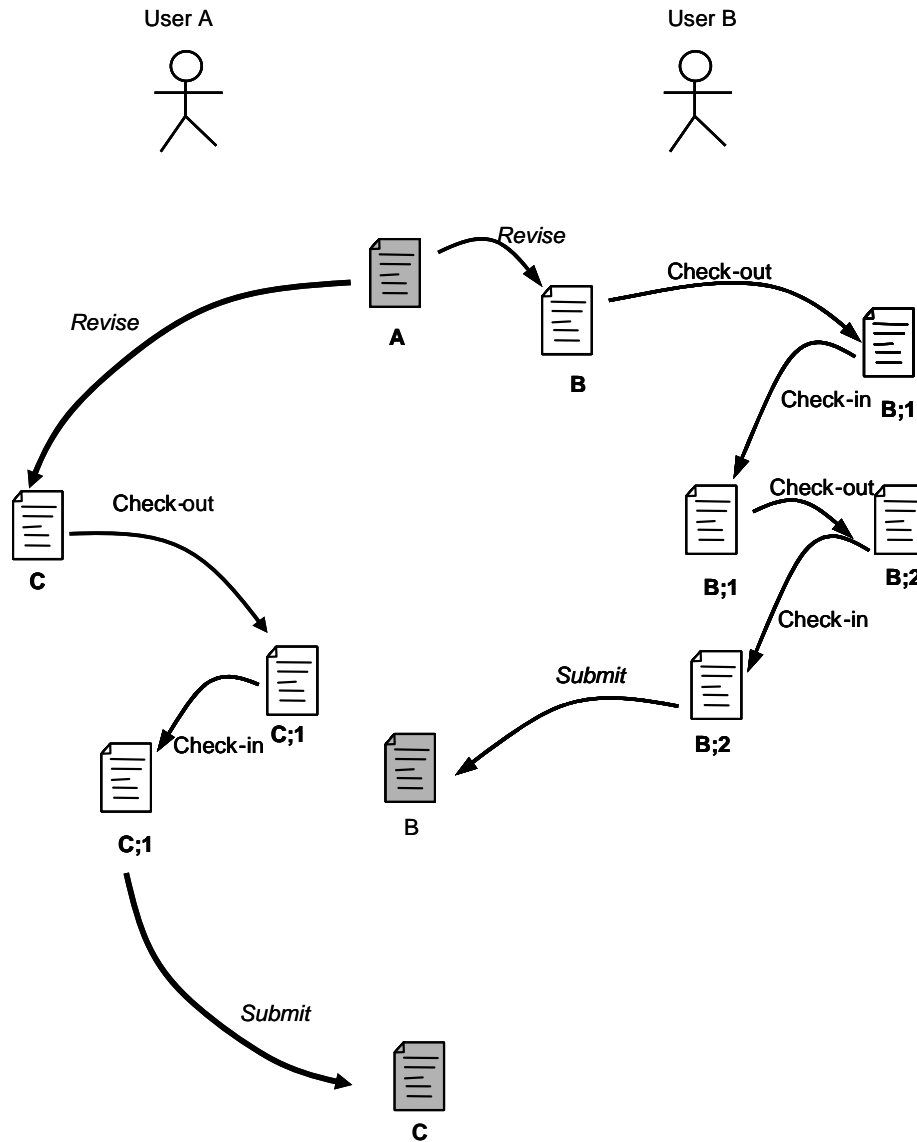 User A
User B
Revise
Check-out
Revise
A
B
Check-in
B;1
Check-out
Check-out
C
B;1
B;2
Check-in
Submit
C;1
Check-in
B;2
B
C;1
Submit
C